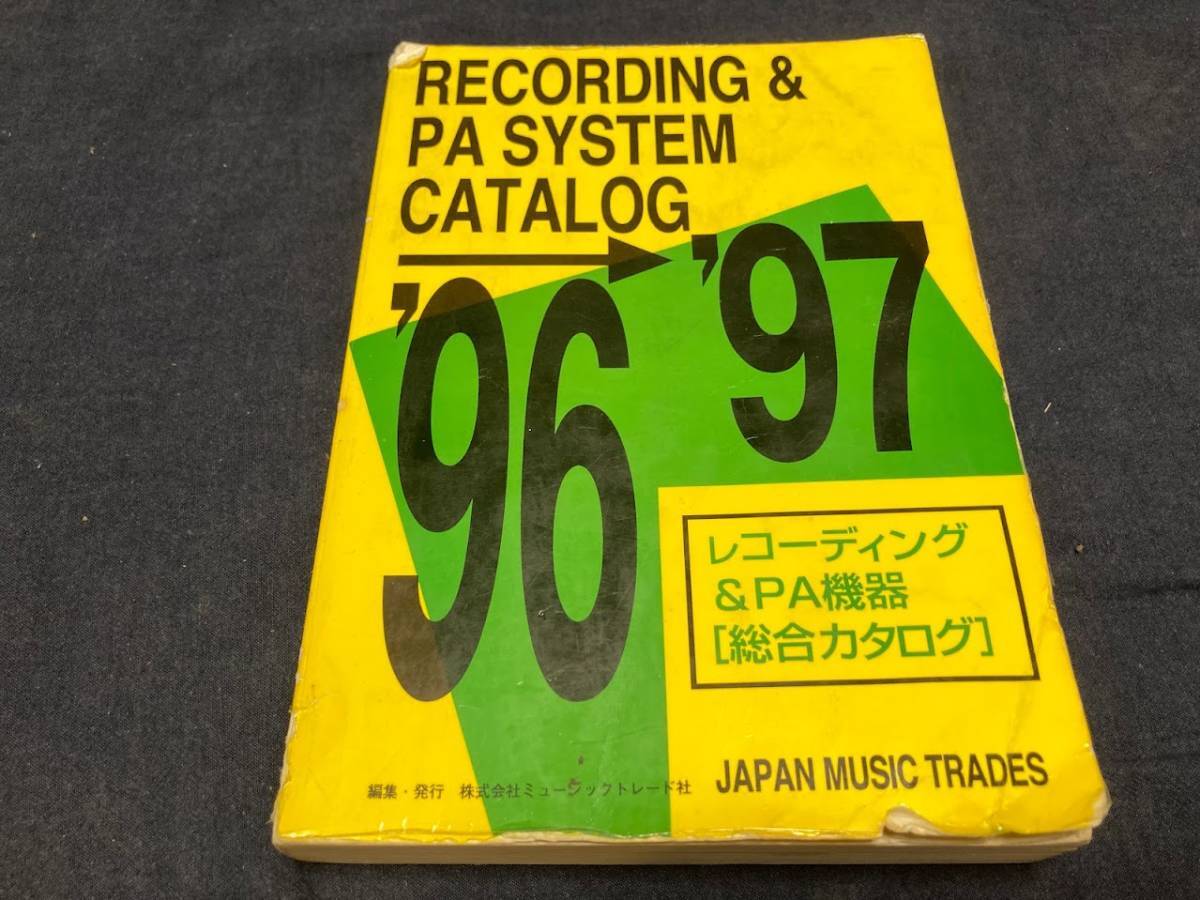 RECORDING &
PA SYSTEM
CATALOG
'96 '97
レコーディング
&PA機器
[総合カタログ]
編集・発行 株式会社ミュージックトレード社
JAPAN MUSIC TRADES